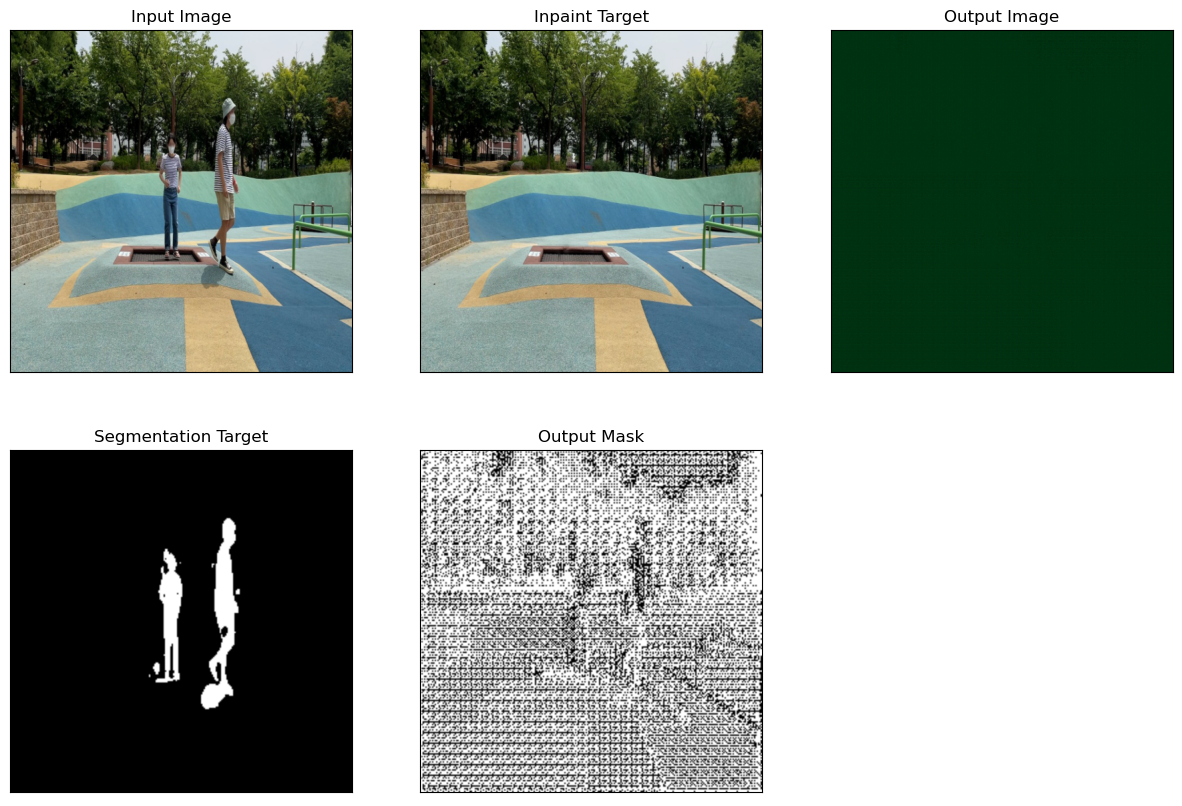 Input Image
Inpaint Target
Output Image
Segmentation Target
Output Mask